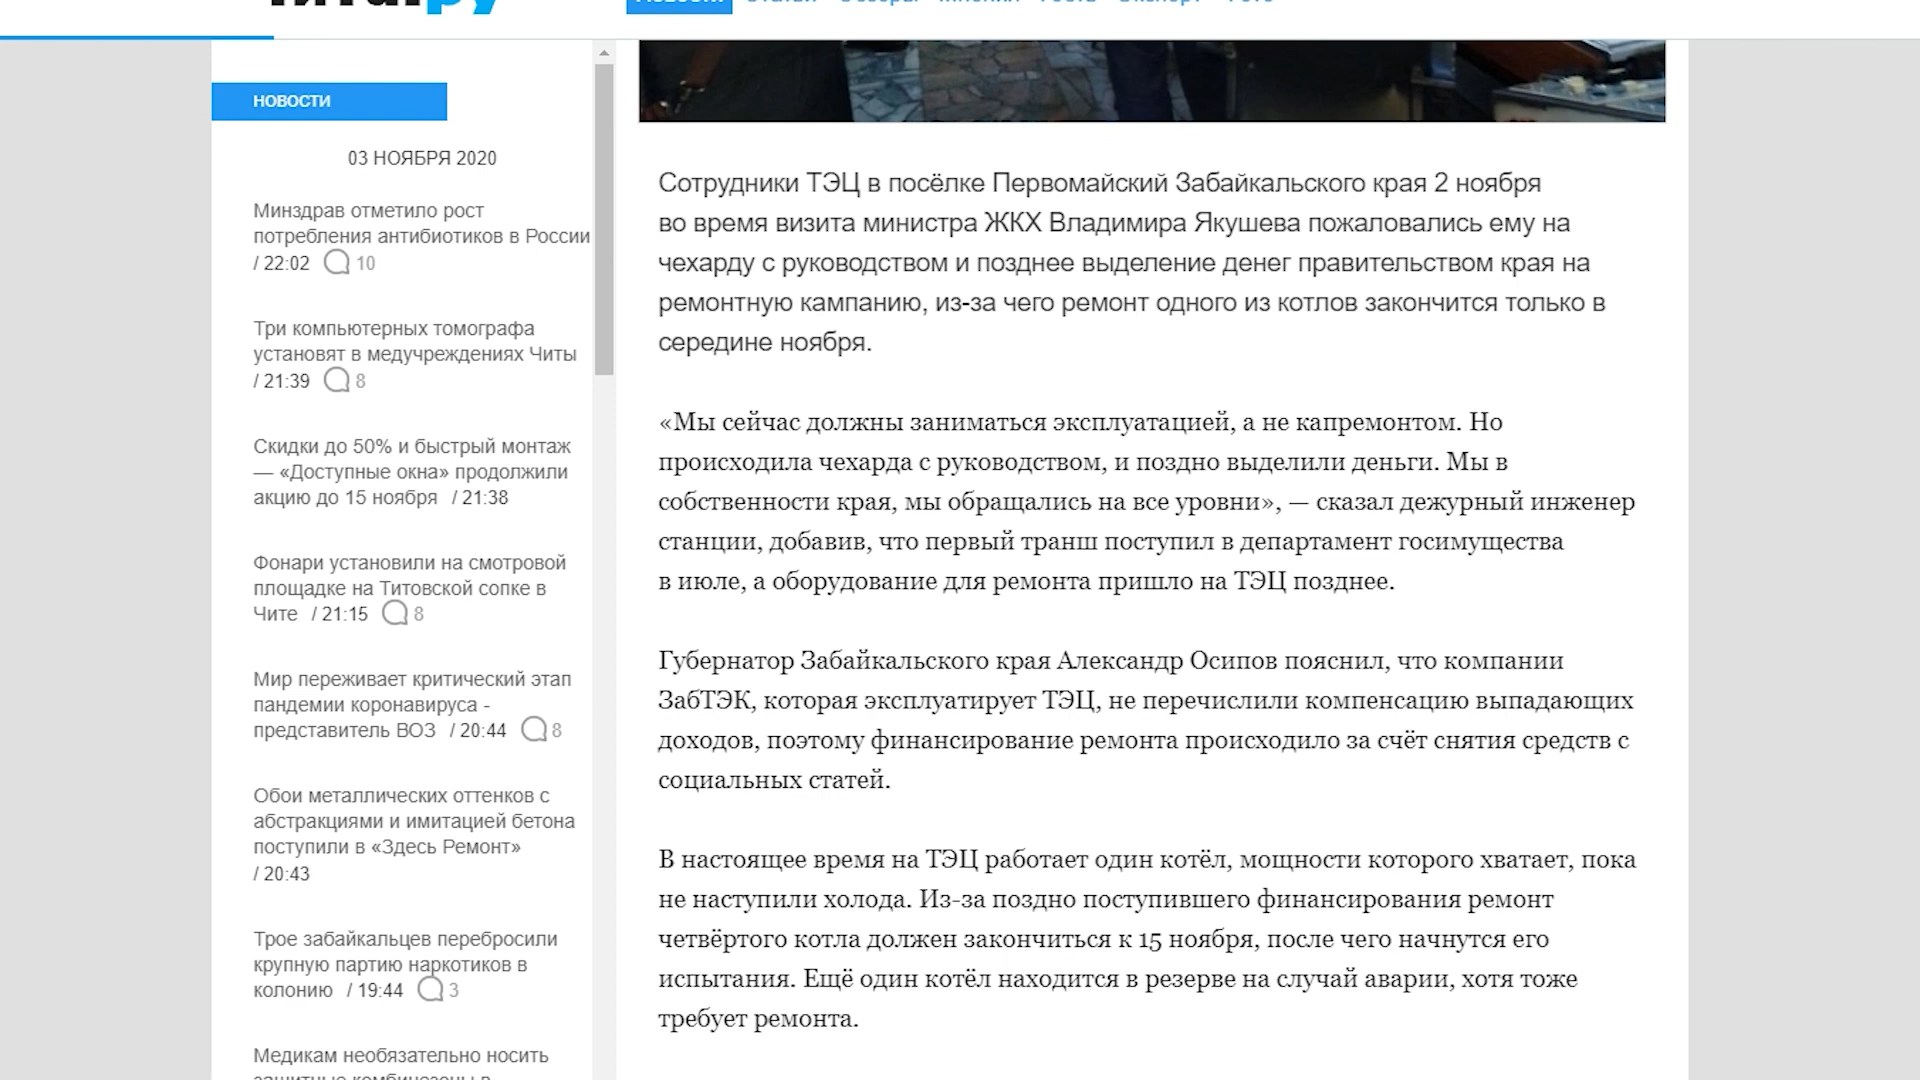 НОВОСТИ
03 НОЯБРЯ 2020
Минздрав отметило рост
потребления антибиотиков в России
/ 22:02 10
Три компьютерных томографа
установят в медучреждениях Читы
/ 21:39 8
Скидки до 50% и быстрый монтаж
— «Доступные окна» продолжили
акцию до 15 ноября / 21:38
Фонари установили на смотровой
площадке на Титовской сопке в
Чите / 21:15 8
Мир переживает критический этап
пандемии коронавируса -
представитель ВОЗ / 20:44 8
Обои металлических оттенков с
абстракциями и имитацией бетона
поступили в «Здесь Ремонт»
/ 20:43
Трое забайкальцев перебросили
крупную партию наркотиков в
колонию / 19:44 3
Медикам необязательно носить
Сотрудники ТЭЦ в посёлке Первомайский Забайкальского края 2 ноября
во время визита министра ЖКХ Владимира Якушева пожаловались ему на
чехарду с руководством и позднее выделение денег правительством края на
ремонтную кампанию, из-за чего ремонт одного из котлов закончится только в
середине ноября.
«Мы сейчас должны заниматься эксплуатацией, а не капремонтом. Но
происходила чехарда с руководством, и поздно выделили деньги. Мы в
собственности края, мы обращались на все уровни», — сказал дежурный инженер
станции, добавив, что первый транш поступил в департамент госимущества
в июле, а оборудование для ремонта пришло на ТЭЦ позднее.
Губернатор Забайкальского края Александр Осипов пояснил, что компании
ЗабТЭК, которая эксплуатирует ТЭЦ, не перечислили компенсацию выпадающих
доходов, поэтому финансирование ремонта происходило за счёт снятия средств с
социальных статей.
В настоящее время на ТЭЦ работает один котёл, мощности которого хватает, пока
не наступили холода. Из-за поздно поступившего финансирования ремонт
четвёртого котла должен закончиться к 15 ноября, после чего начнутся его
испытания. Ещё один котёл находится в резерве на случай аварии, хотя тоже
требует ремонта.